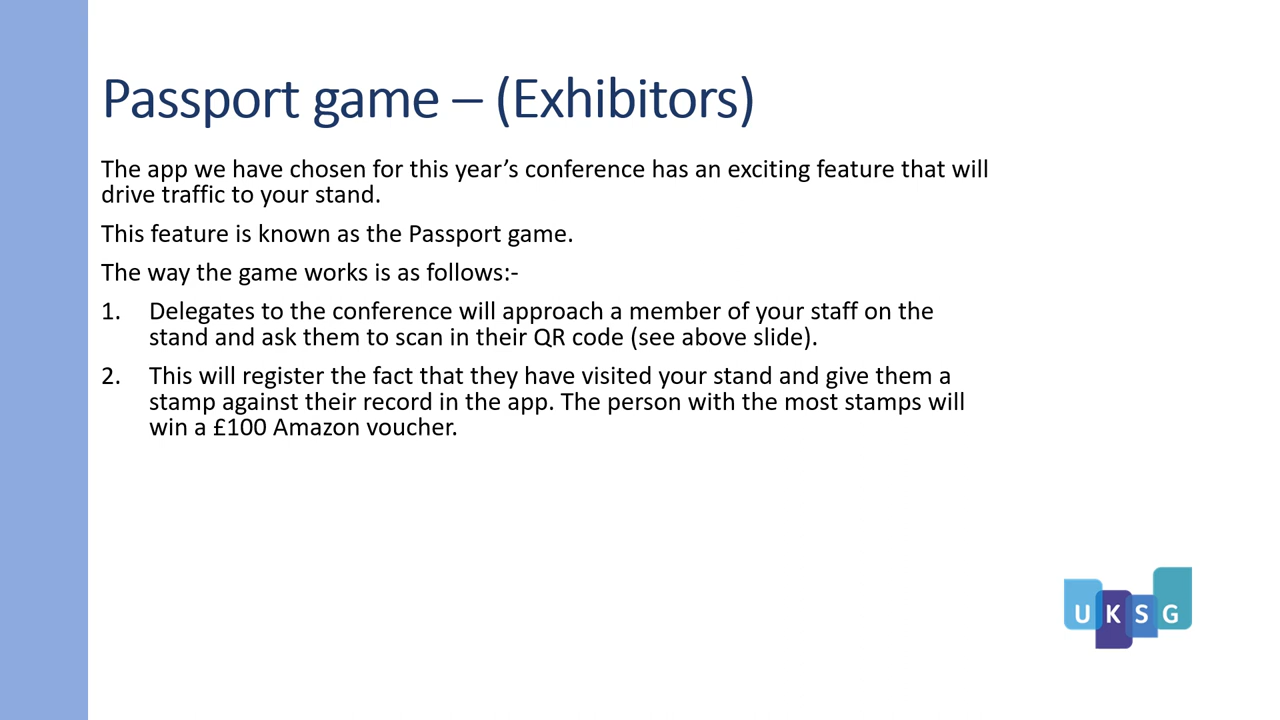 Passport game – (Exhibitors)
The app we have chosen for this year’s conference has an exciting feature that will
drive traffic to your stand.
This feature is known as the Passport game.
The way the game works is as follows:-
1. Delegates to the conference will approach a member of your staff on the
stand and ask them to scan in their QR code (see above slide).
2. This will register the fact that they have visited your stand and give them a
stamp against their record in the app. The person with the most stamps will
win a £100 Amazon voucher.
UKSG